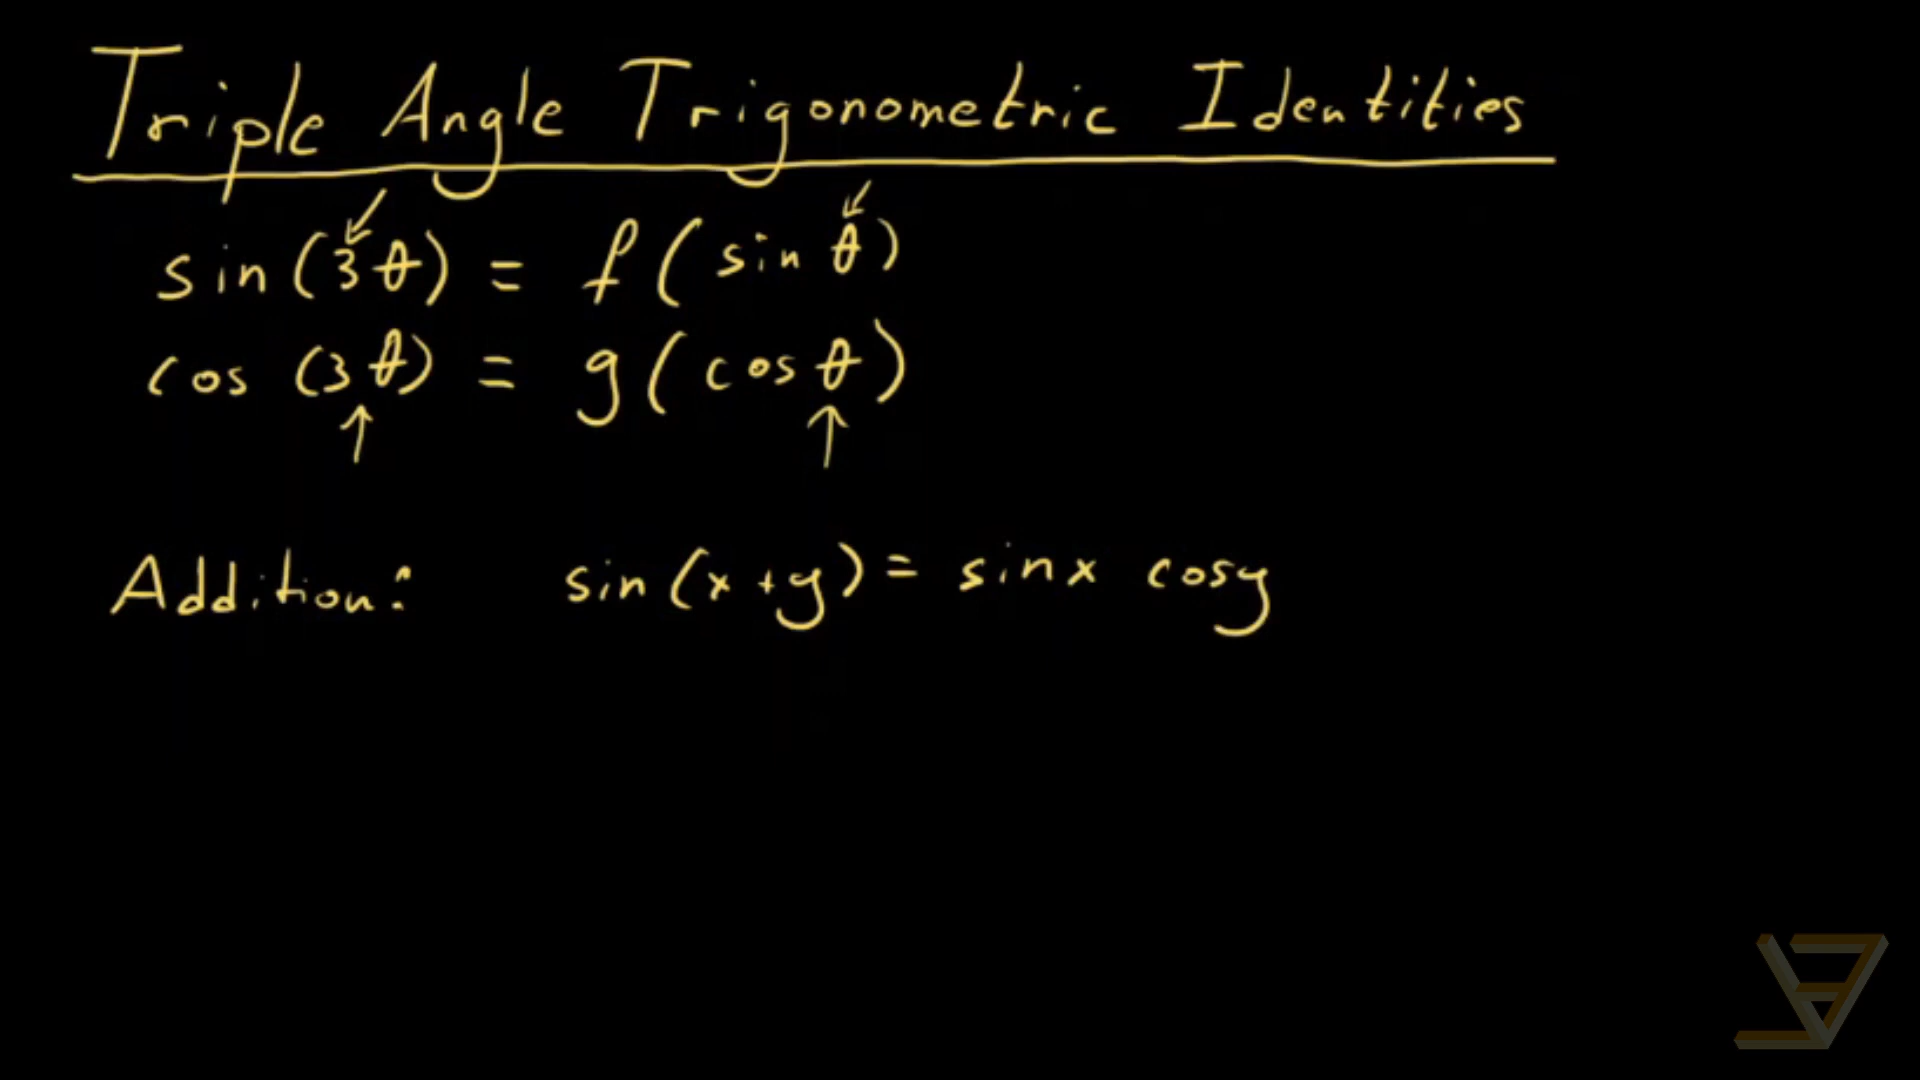 Triple Angle Trigonometric Identities
sin(3θ) = f(sin θ)
cos(3θ) = g(cos θ)
Addition: sin(x+y) = sinx cosy